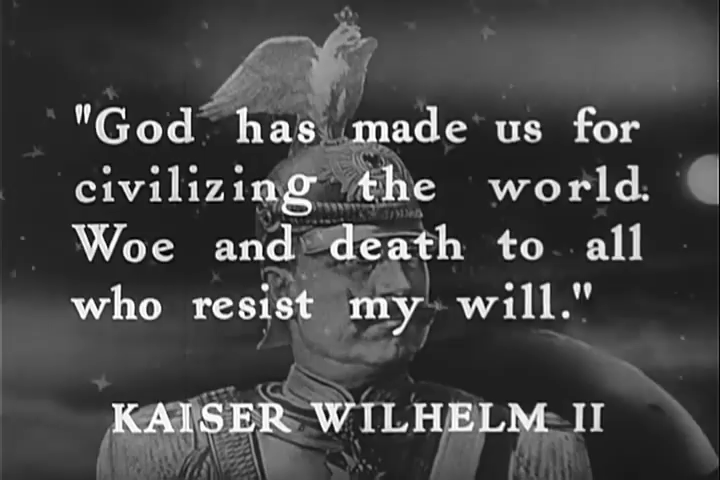 "God has made us for
civilizing the world.
Woe and death to all
who resist my will."
KAISER WILHELM II